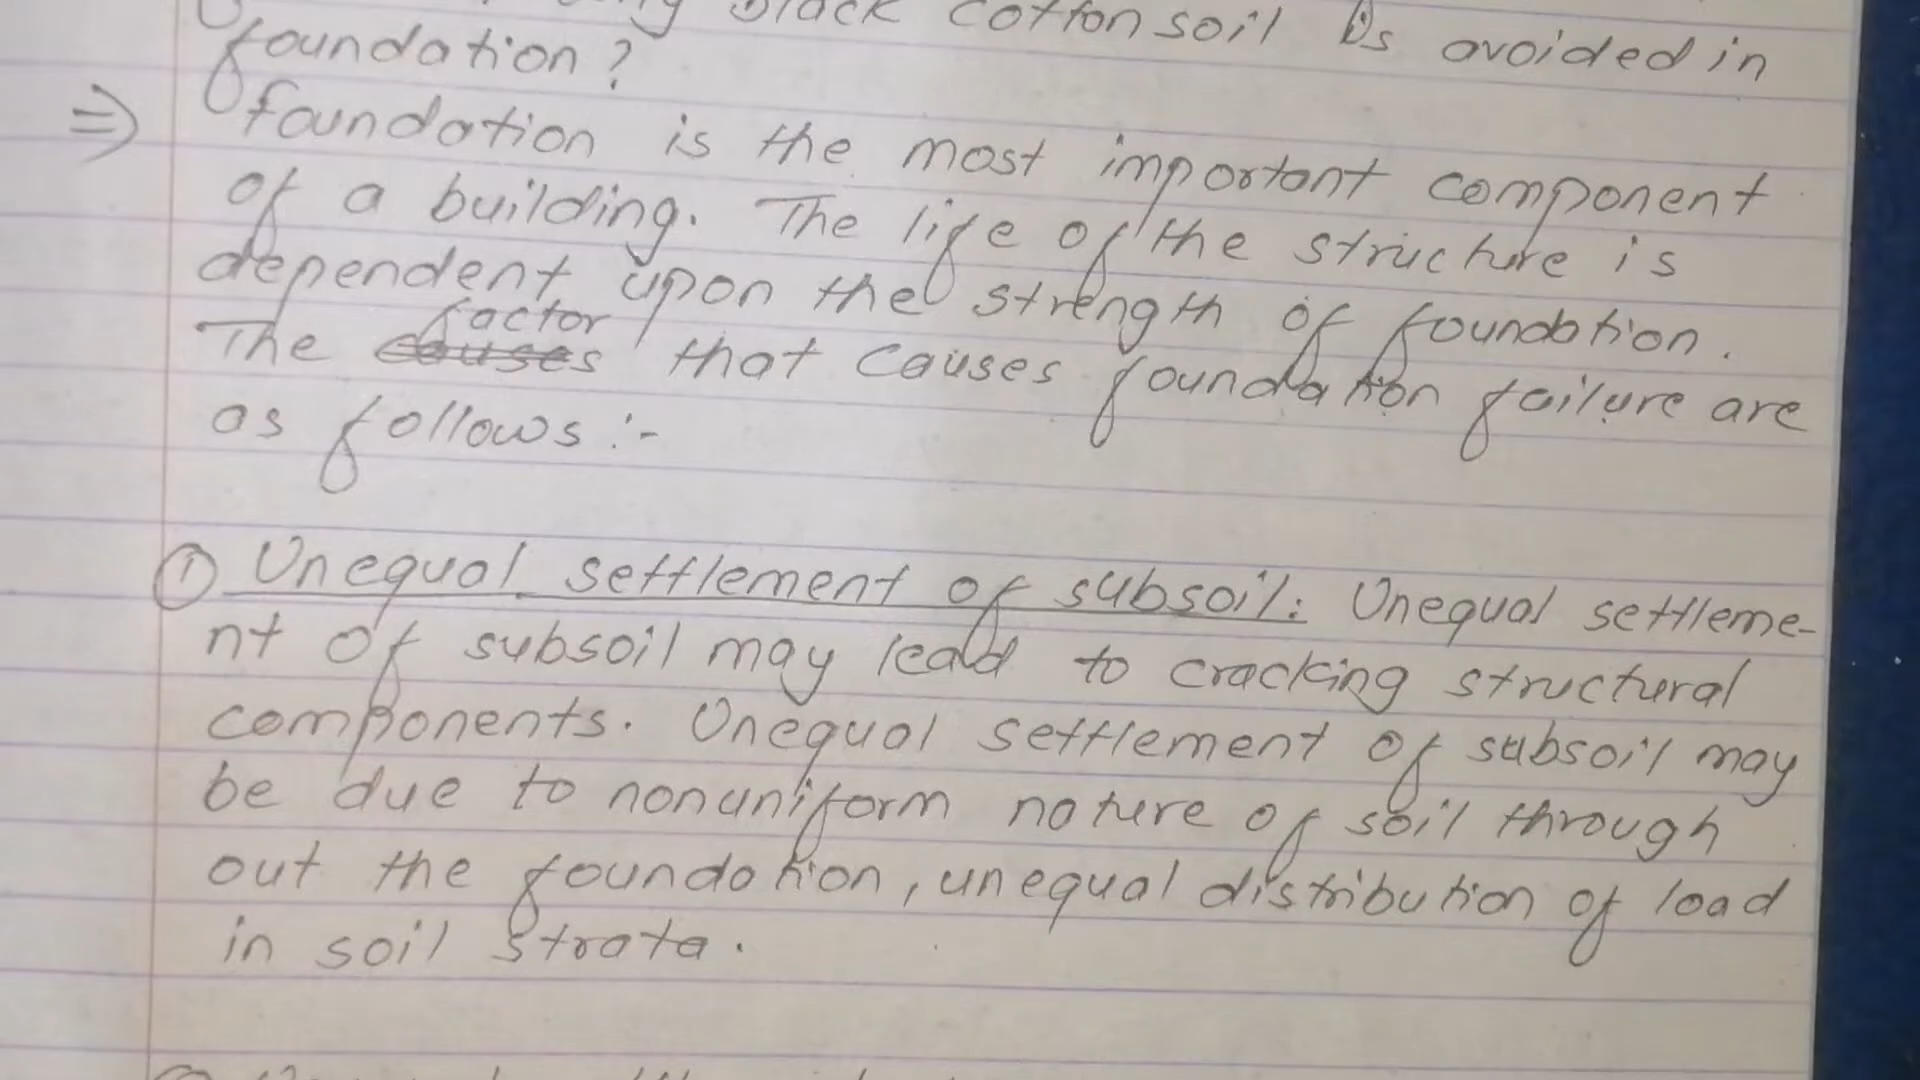 black cotton soil is avoided in
foundation?
⇒ foundation is the most important component
of a building. The life of the structure is
dependent upon the strength of foundation.
The factors that causes foundation failure are
as follows :-
① Unequal settlement of subsoil: Unequal settleme-
nt of subsoil may lead to cracking structural
components. Unequal settlement of subsoil may
be due to nonuniform nature of soil through
out the foundation, unequal distribution of load
in soil strata.